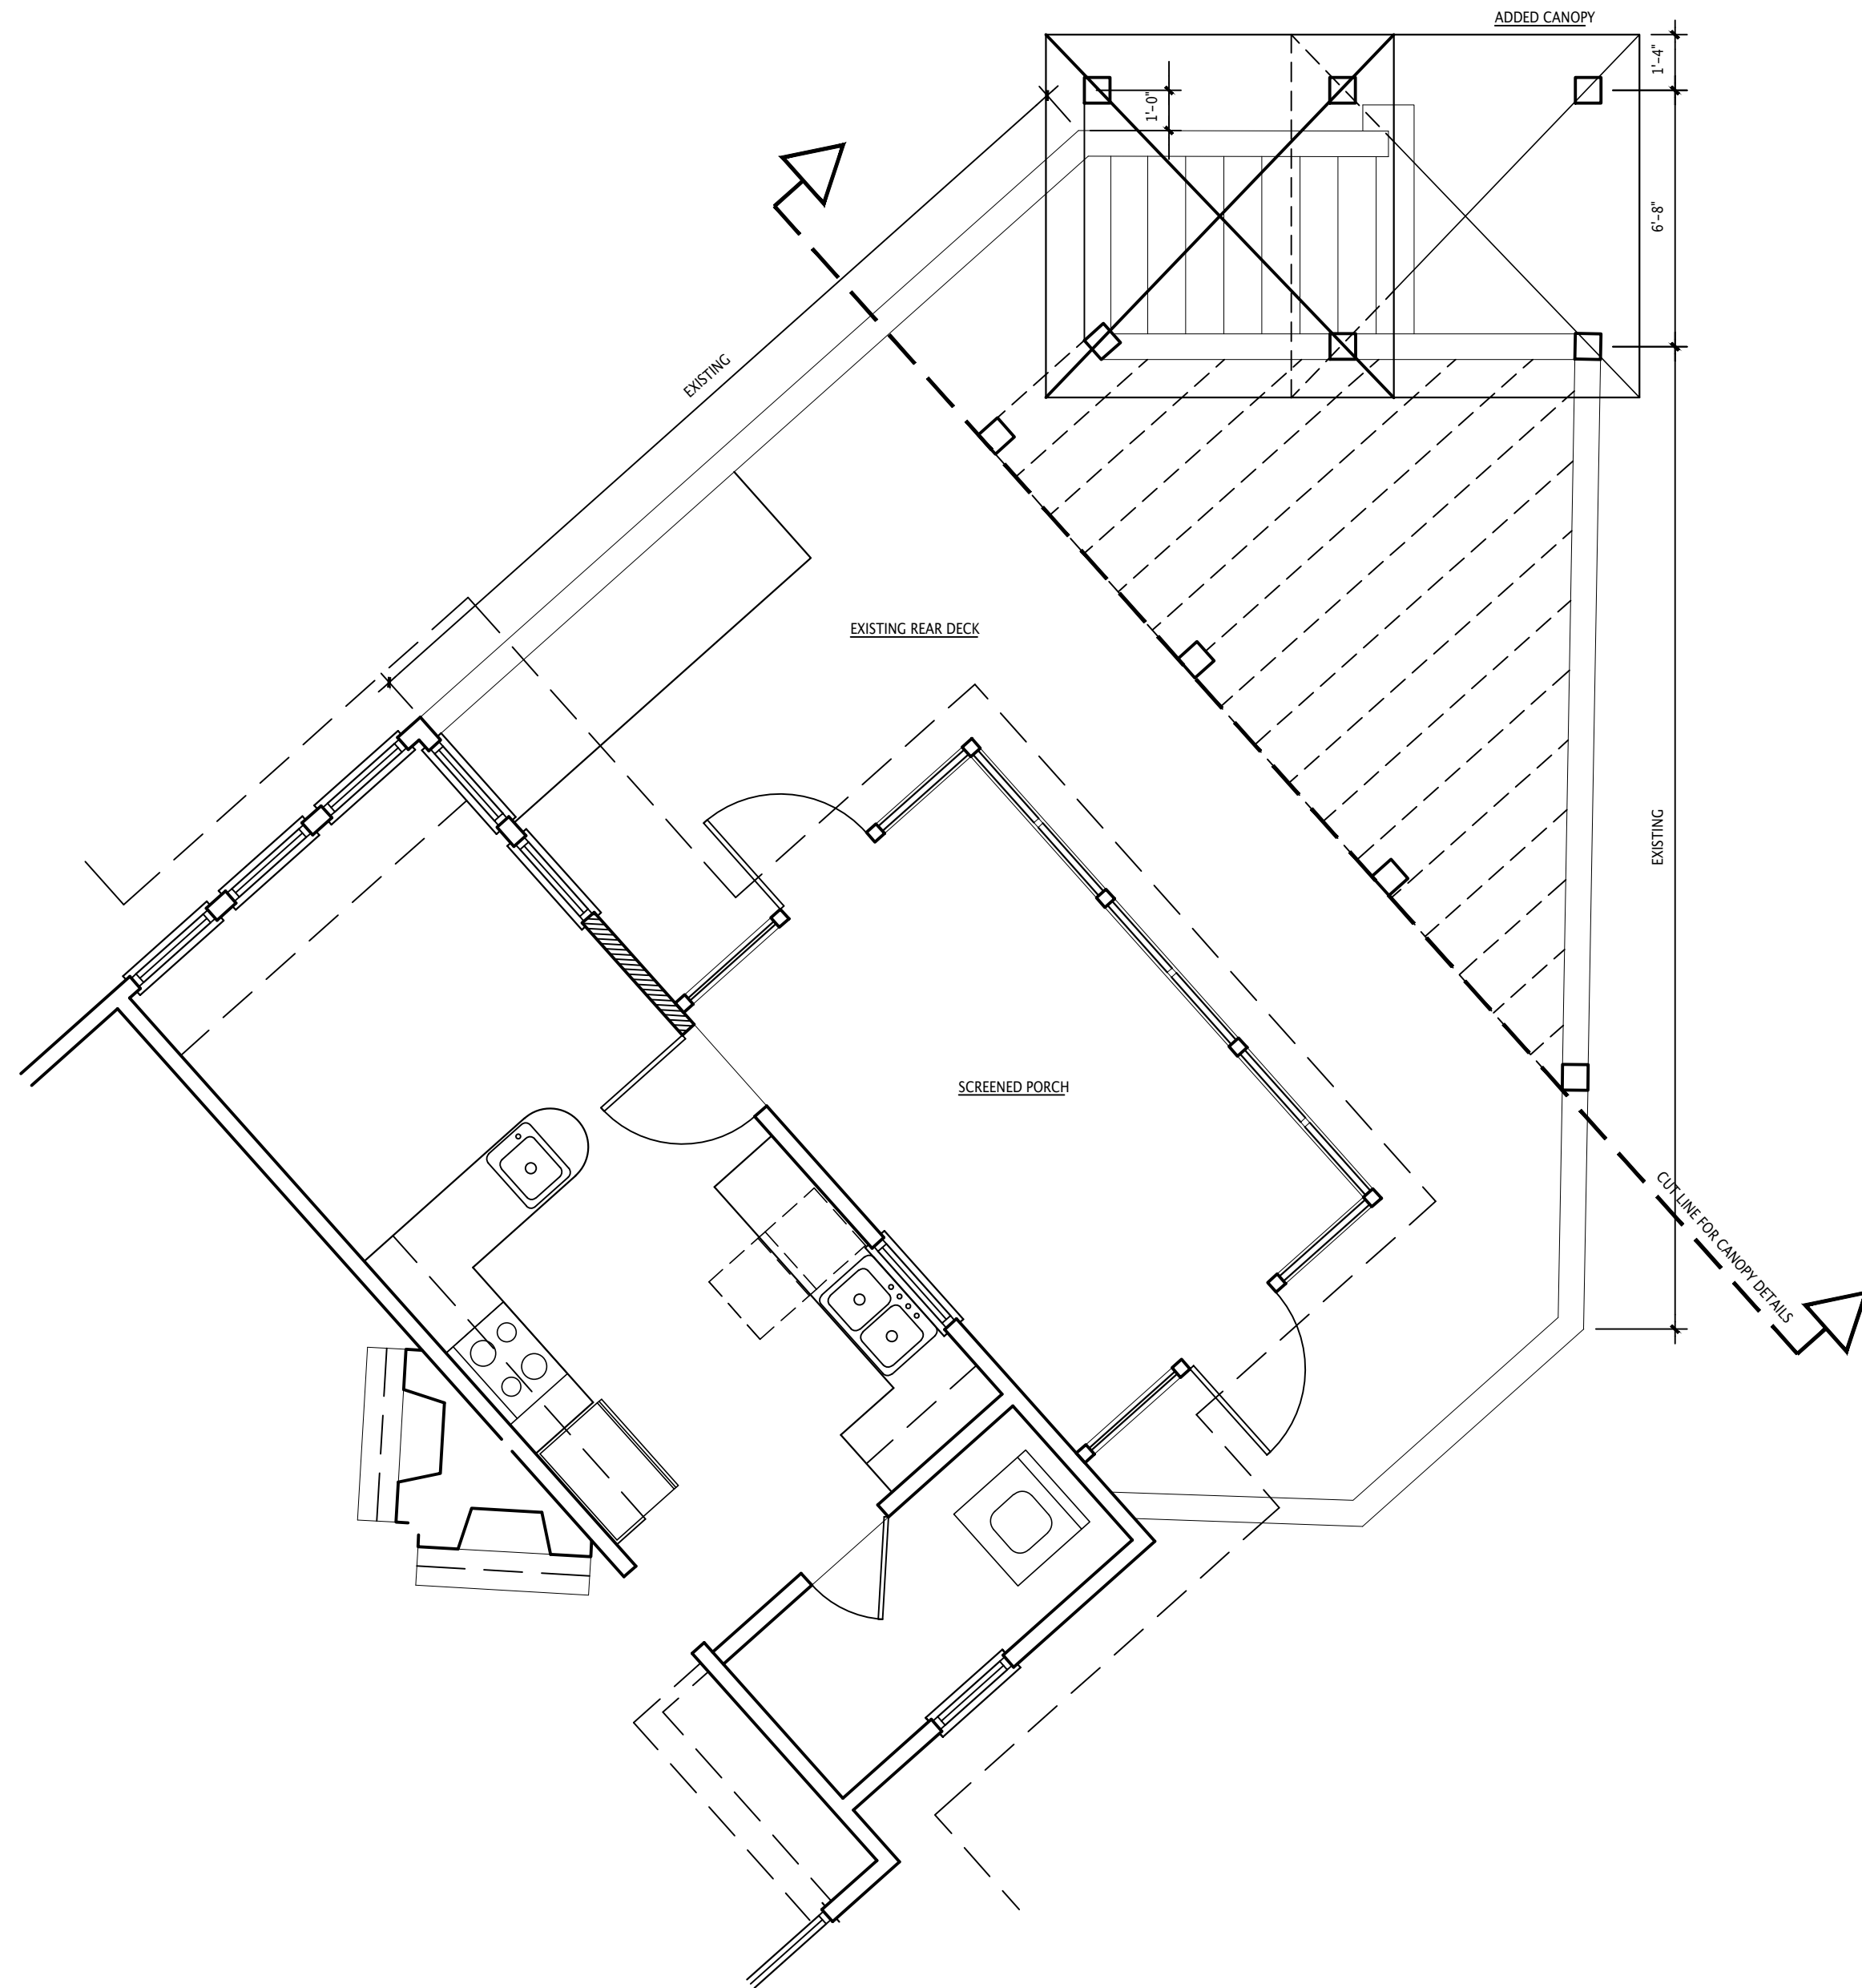 ADDED CANOPY
1'-4"
1'-0"
6'-8"
EXISTING
EXISTING REAR DECK
EXISTING
SCREENED PORCH
CUT LINE FOR CANOPY DETAILS